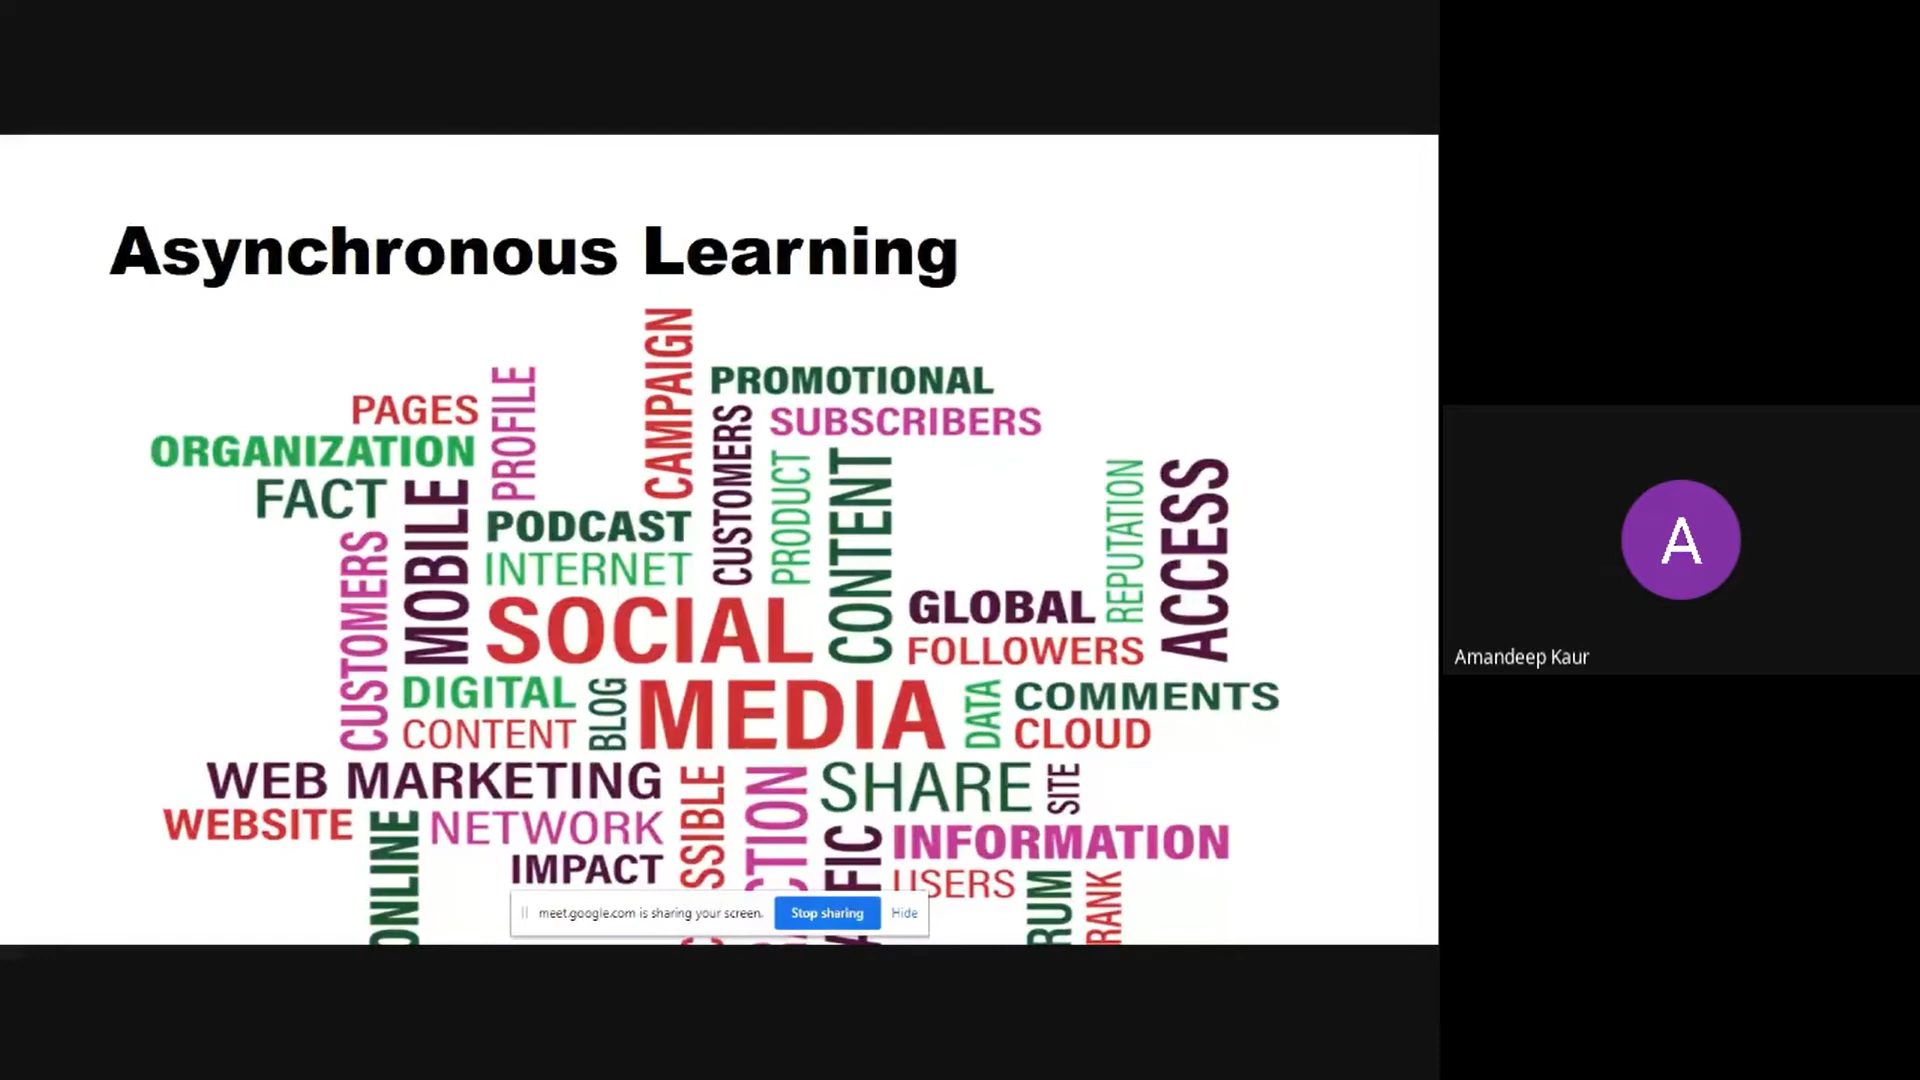 Asynchronous Learning
CAMPAIGN
PROMOTIONAL
PROFILE
PAGES
CUSTOMERS
SUBSCRIBERS
ORGANIZATION
PRODUCT
CONTENT
REPUTATION
ACCESS
FACT
MOBILE
PODCAST
CUSTOMERS
INTERNET
SOCIAL
GLOBAL
FOLLOWERS
DIGITAL
BLOG
MEDIA
DATA
COMMENTS
CONTENT
CLOUD
WEB MARKETING
SHARE
SITE
WEBSITE
ONLINE
NETWORK
INFORMATION
IMPACT
USERS
RANK
meet.google.com is sharing your screen.
Stop sharing
Hide
A
Amandeep Kaur